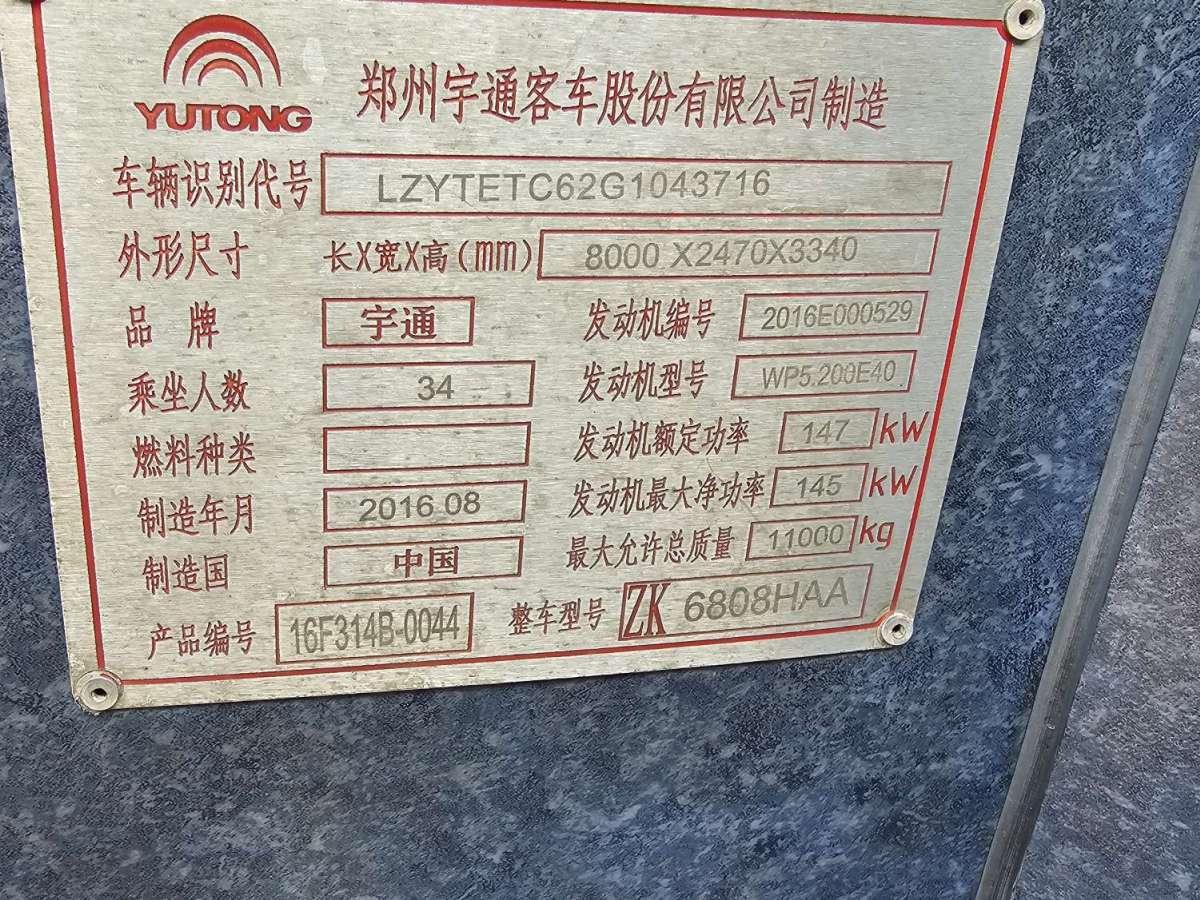 YUTONG
郑州宇通客车股份有限公司制造
车辆识别代号 LZYTETC62G1043716
外形尺寸 长X宽X高(mm) 8000 X2470X3340
品 牌 宇通 发动机编号 2016E000529
乘坐人数 34 发动机型号 WP5.200E40
燃料种类 发动机额定功率 147 kW
制造年月 2016.08 发动机最大净功率 145 kW
制造国 中国 最大允许总质量 11000 kg
产品编号 16F314B-0044 整车型号 ZK 6808HAA